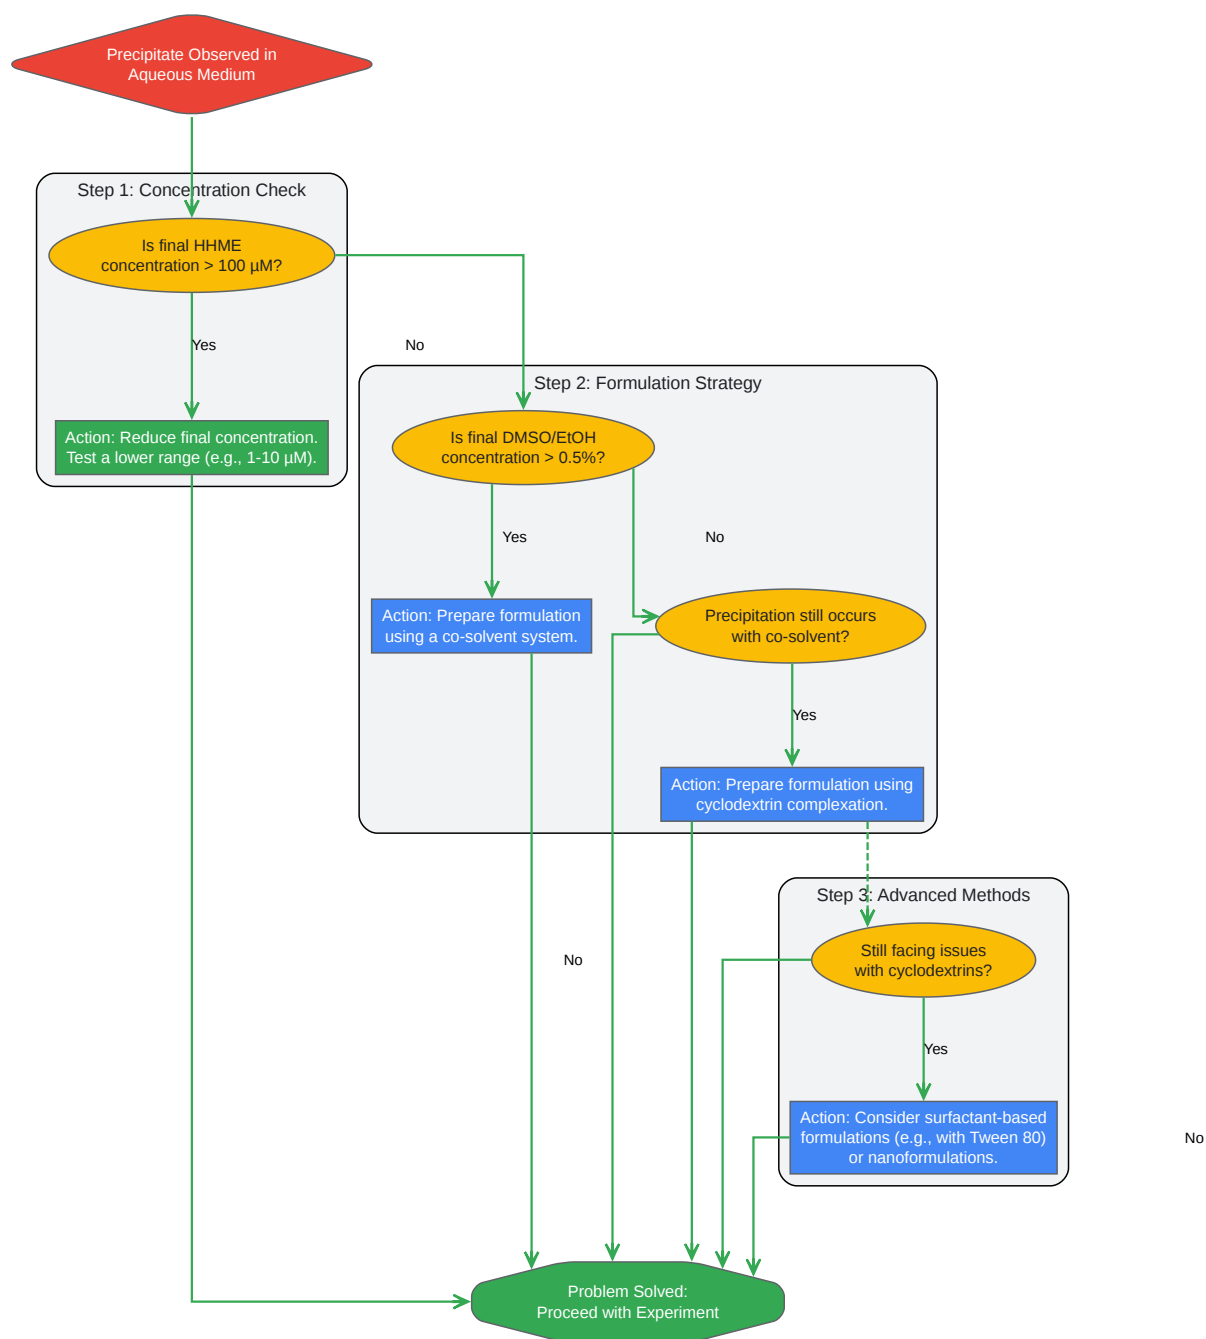 Precipitate Observed in
Aqueous Medium
Step 1: Concentration Check
Is final HHME
concentration > 100 µM?
Yes
No
Action: Reduce final concentration.
Test a lower range (e.g., 1-10 µM).
Step 2: Formulation Strategy
Is final DMSO/EtOH
concentration > 0.5%?
Yes
No
Action: Prepare formulation
using a co-solvent system.
Precipitation still occurs
with co-solvent?
Yes
Action: Prepare formulation using
cyclodextrin complexation.
Step 3: Advanced Methods
Still facing issues
with cyclodextrins?
No
Yes
Action: Consider surfactant-based
formulations (e.g., with Tween 80)
or nanoformulations.
No
Problem Solved:
Proceed with Experiment